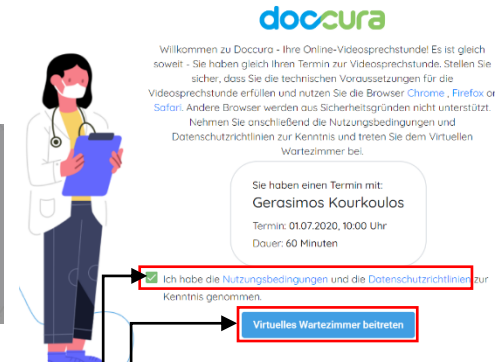 doccura
Willkommen zu Doccura - Ihre Online-Videosprechstunde! Es ist gleich
soweit - Sie haben gleich Ihren Termin zur Videosprechstunde. Stellen Sie
sicher, dass Sie die technischen Voraussetzungen für die
Videosprechstunde erfüllen und nutzen Sie die Browser Chrome , Firefox or
Safari. Andere Browser werden aus Sicherheitsgründen nicht unterstützt.
Nehmen Sie anschließend die Nutzungsbedingungen und
Datenschutzrichtlinien zur Kenntnis und treten Sie dem Virtuellen
Wartezimmer bei.
Sie haben einen Termin mit:
Gerasimos Kourkoulos
Termin: 01.07.2020, 10:00 Uhr
Dauer: 60 Minuten
Ich habe die Nutzungsbedingungen und die Datenschutzrichtlinien zur
Kenntnis genommen.
Virtuelles Wartezimmer beitreten